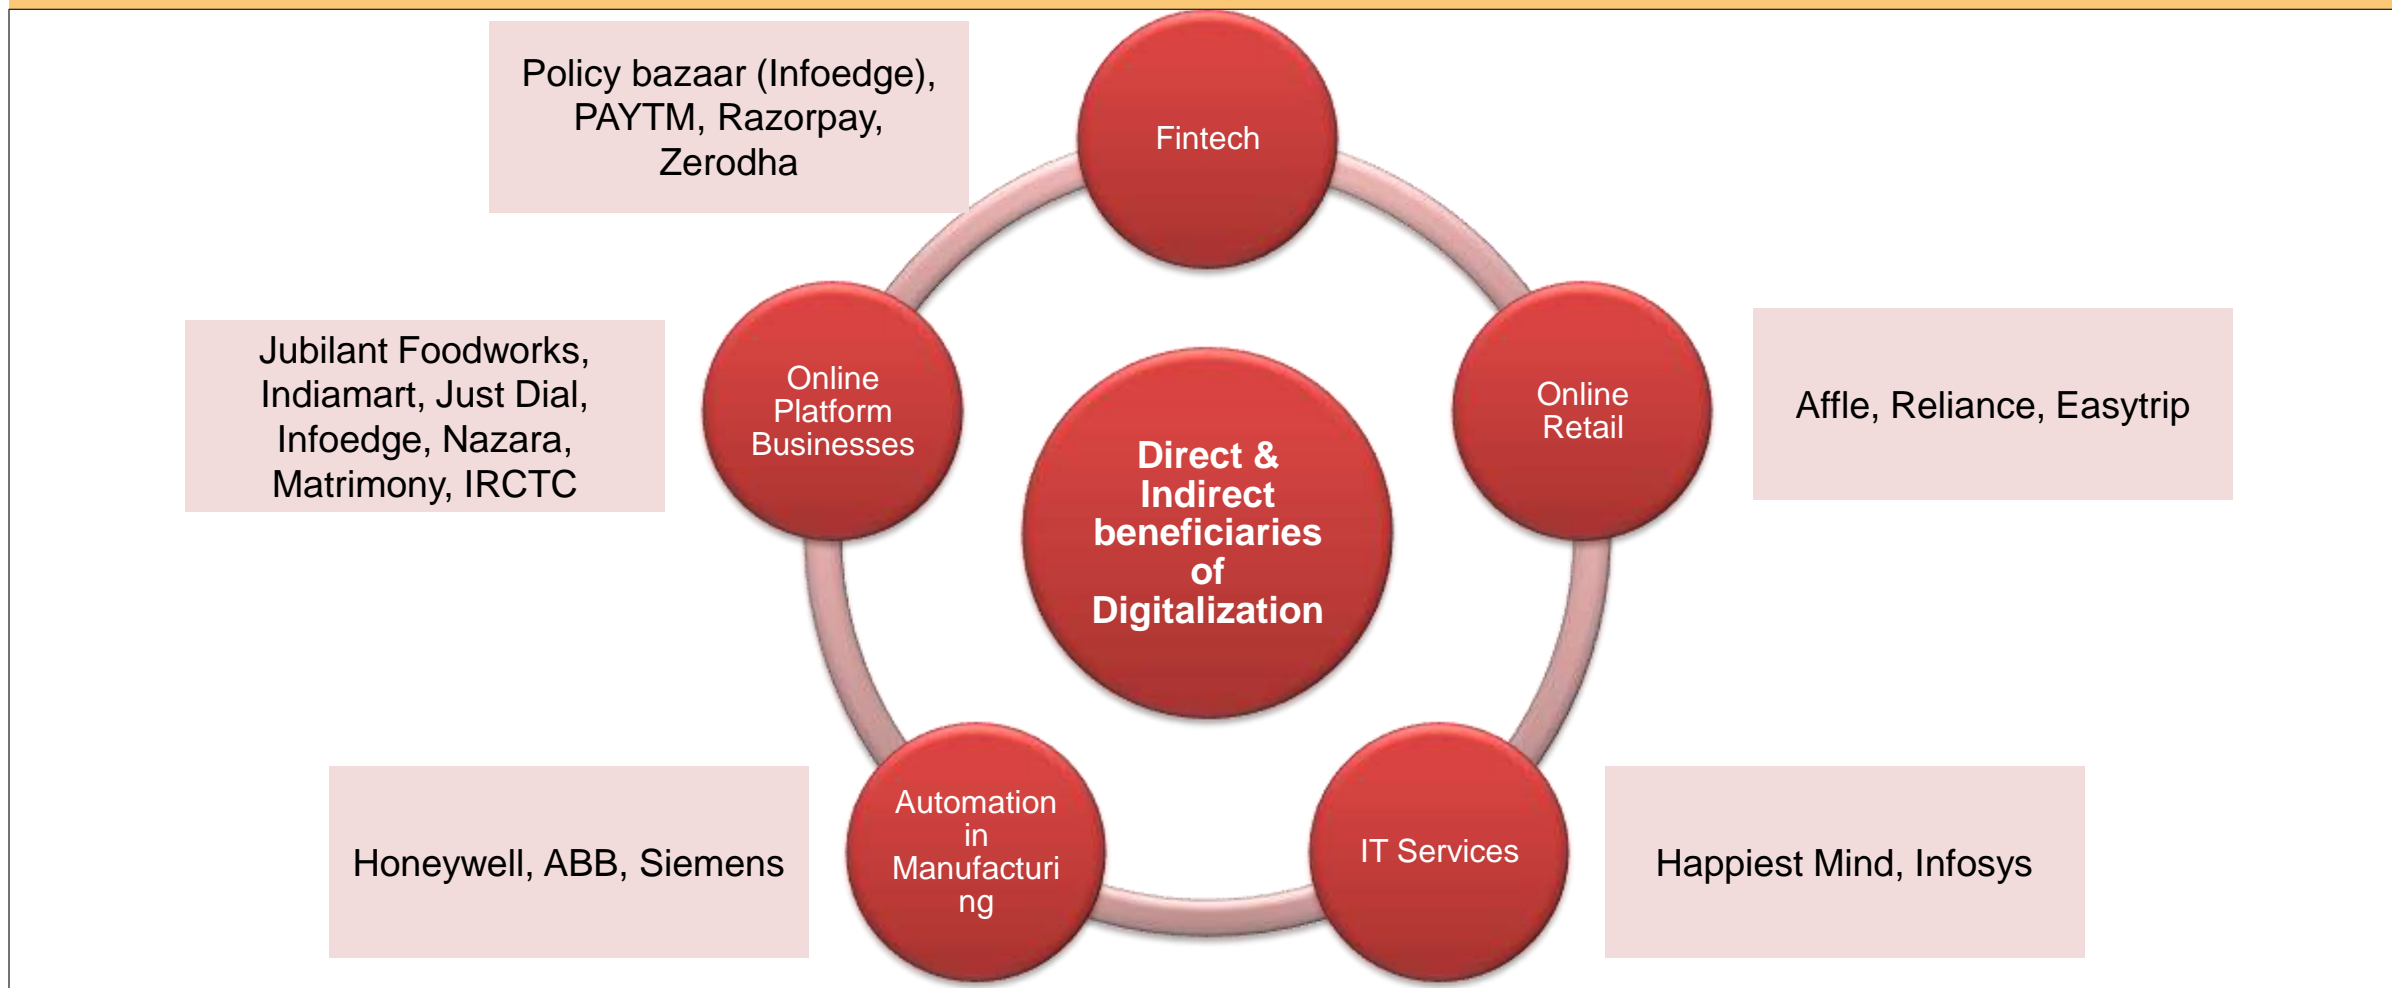 Policy bazaar (Infoedge),
PAYTM, Razorpay,
Zerodha
Fintech
Jubilant Foodworks,
Indiamart, Just Dial,
Infoedge, Nazara,
Matrimony, IRCTC
Online
Platform
Businesses
Online
Retail
Affle, Reliance, Easytrip
Direct &
Indirect
beneficiaries
of
Digitalization
Honeywell, ABB, Siemens
Automation
in
Manufacturi
ng
IT Services
Happiest Mind, Infosys